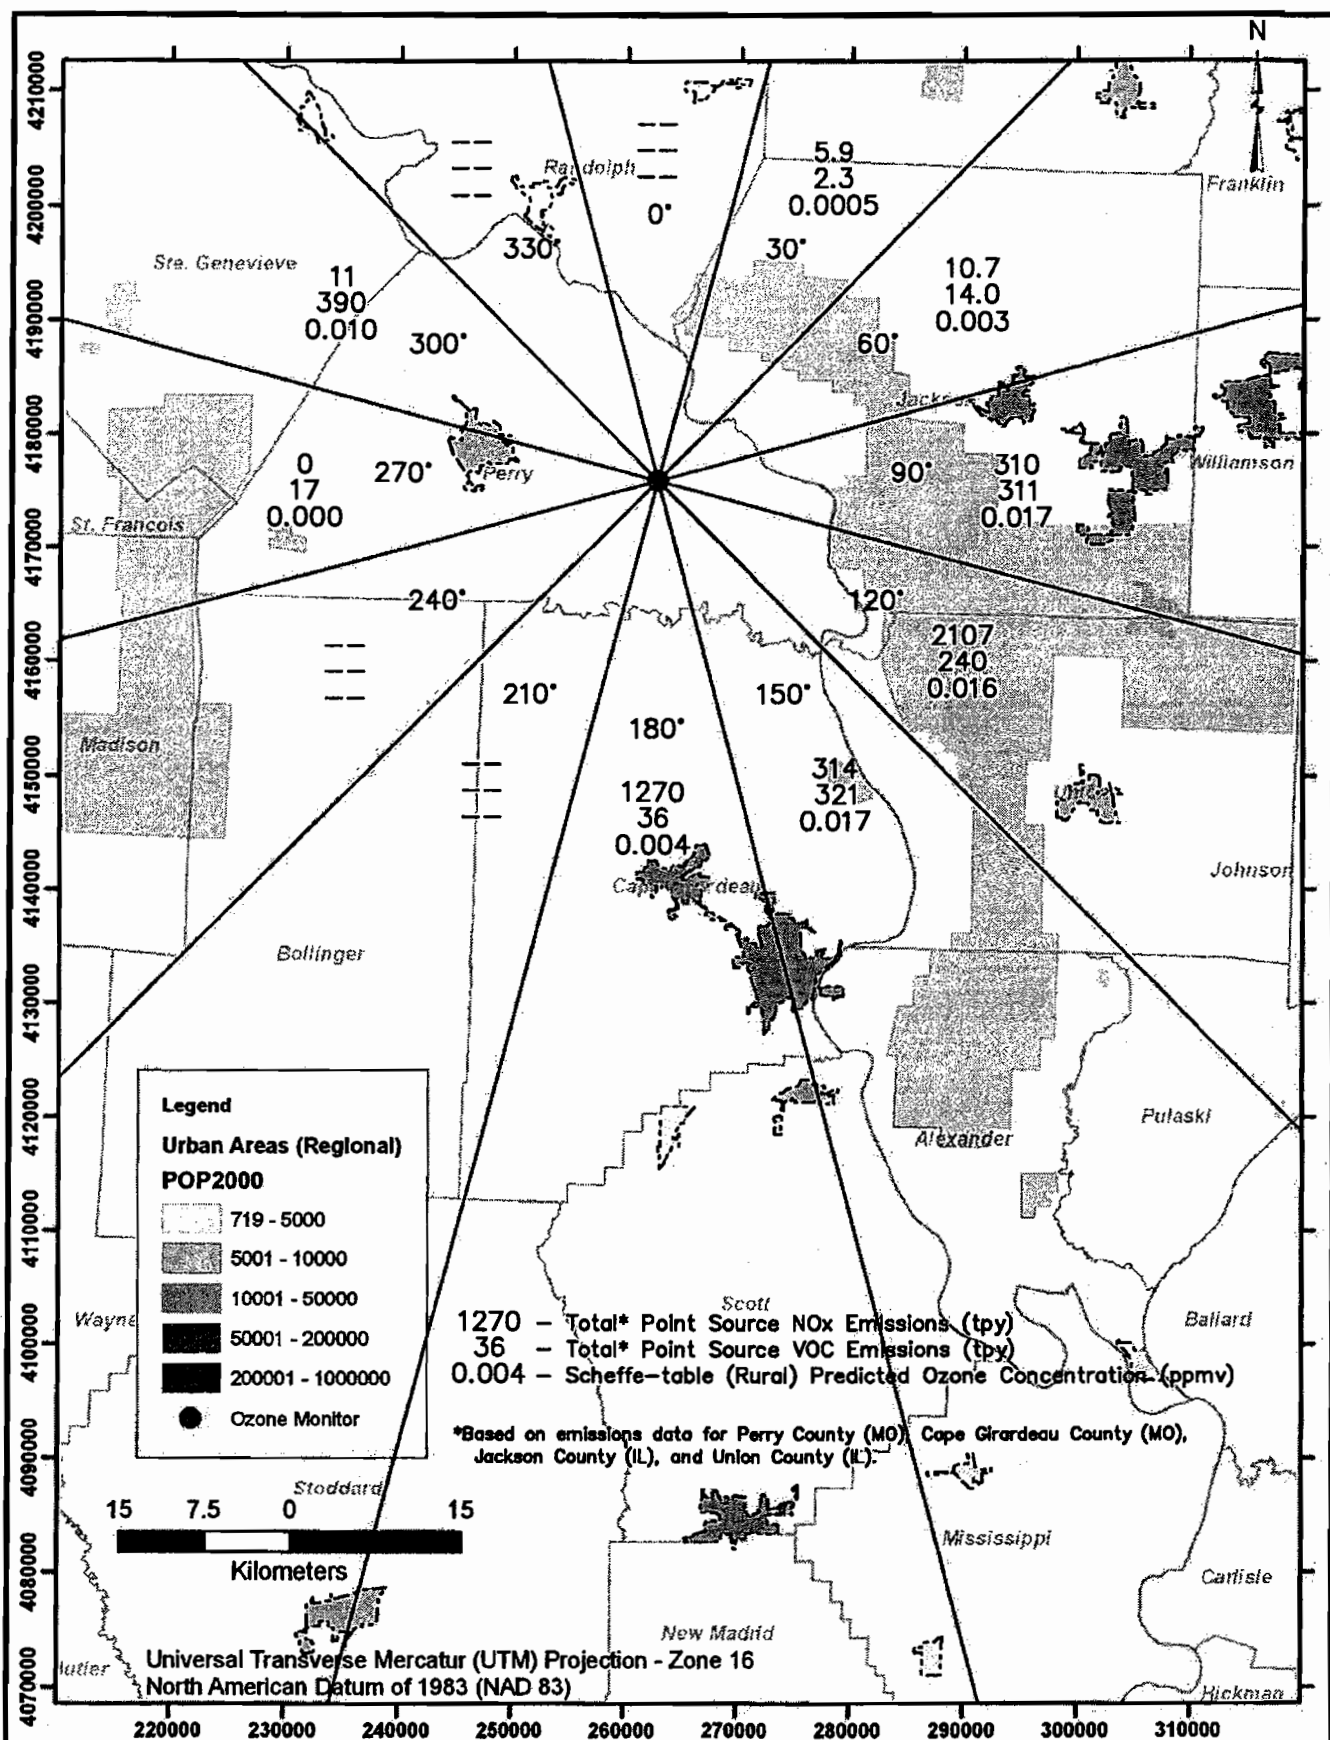 N
4210000
4200000
4190000
4180000
4170000
4160000
4150000
4140000
4130000
4120000
4110000
4100000
4090000
4080000
4070000
Randolph
Franklin
5.9
2.3
0.0005
0°
30°
330°
Ste. Genevieve
11
390
0.010
300°
10.7
14.0
0.003
60°
Jackson
Williamson
0
17
0.000
270°
Perry
90°
310
311
0.017
St. Francois
240°
120°
2107
240
0.016
210°
150°
180°
Madison
1270
36
0.004
314
321
0.017
Union
Cape Girardeau
Johnson
Bollinger
Alexander
Pulaski
Legend
Urban Areas (Regional)
POP2000
719 - 5000
5001 - 10000
10001 - 50000
50001 - 200000
200001 - 1000000
Ozone Monitor
Wayne
Scott
Ballard
1270 – Total* Point Source NOx Emissions (tpy)
36 – Total* Point Source VOC Emissions (tpy)
0.004 – Scheffe-table (Rural) Predicted Ozone Concentration (ppmv)
*Based on emissions data for Perry County (MO), Cape Girardeau County (MO),
Jackson County (IL), and Union County (IL).
Stoddard
15 7.5 0 15
Kilometers
Mississippi
Carlisle
New Madrid
Hickman
Butler
Universal Transverse Mercatur (UTM) Projection - Zone 16
North American Datum of 1983 (NAD 83)
220000 230000 240000 250000 260000 270000 280000 290000 300000 310000